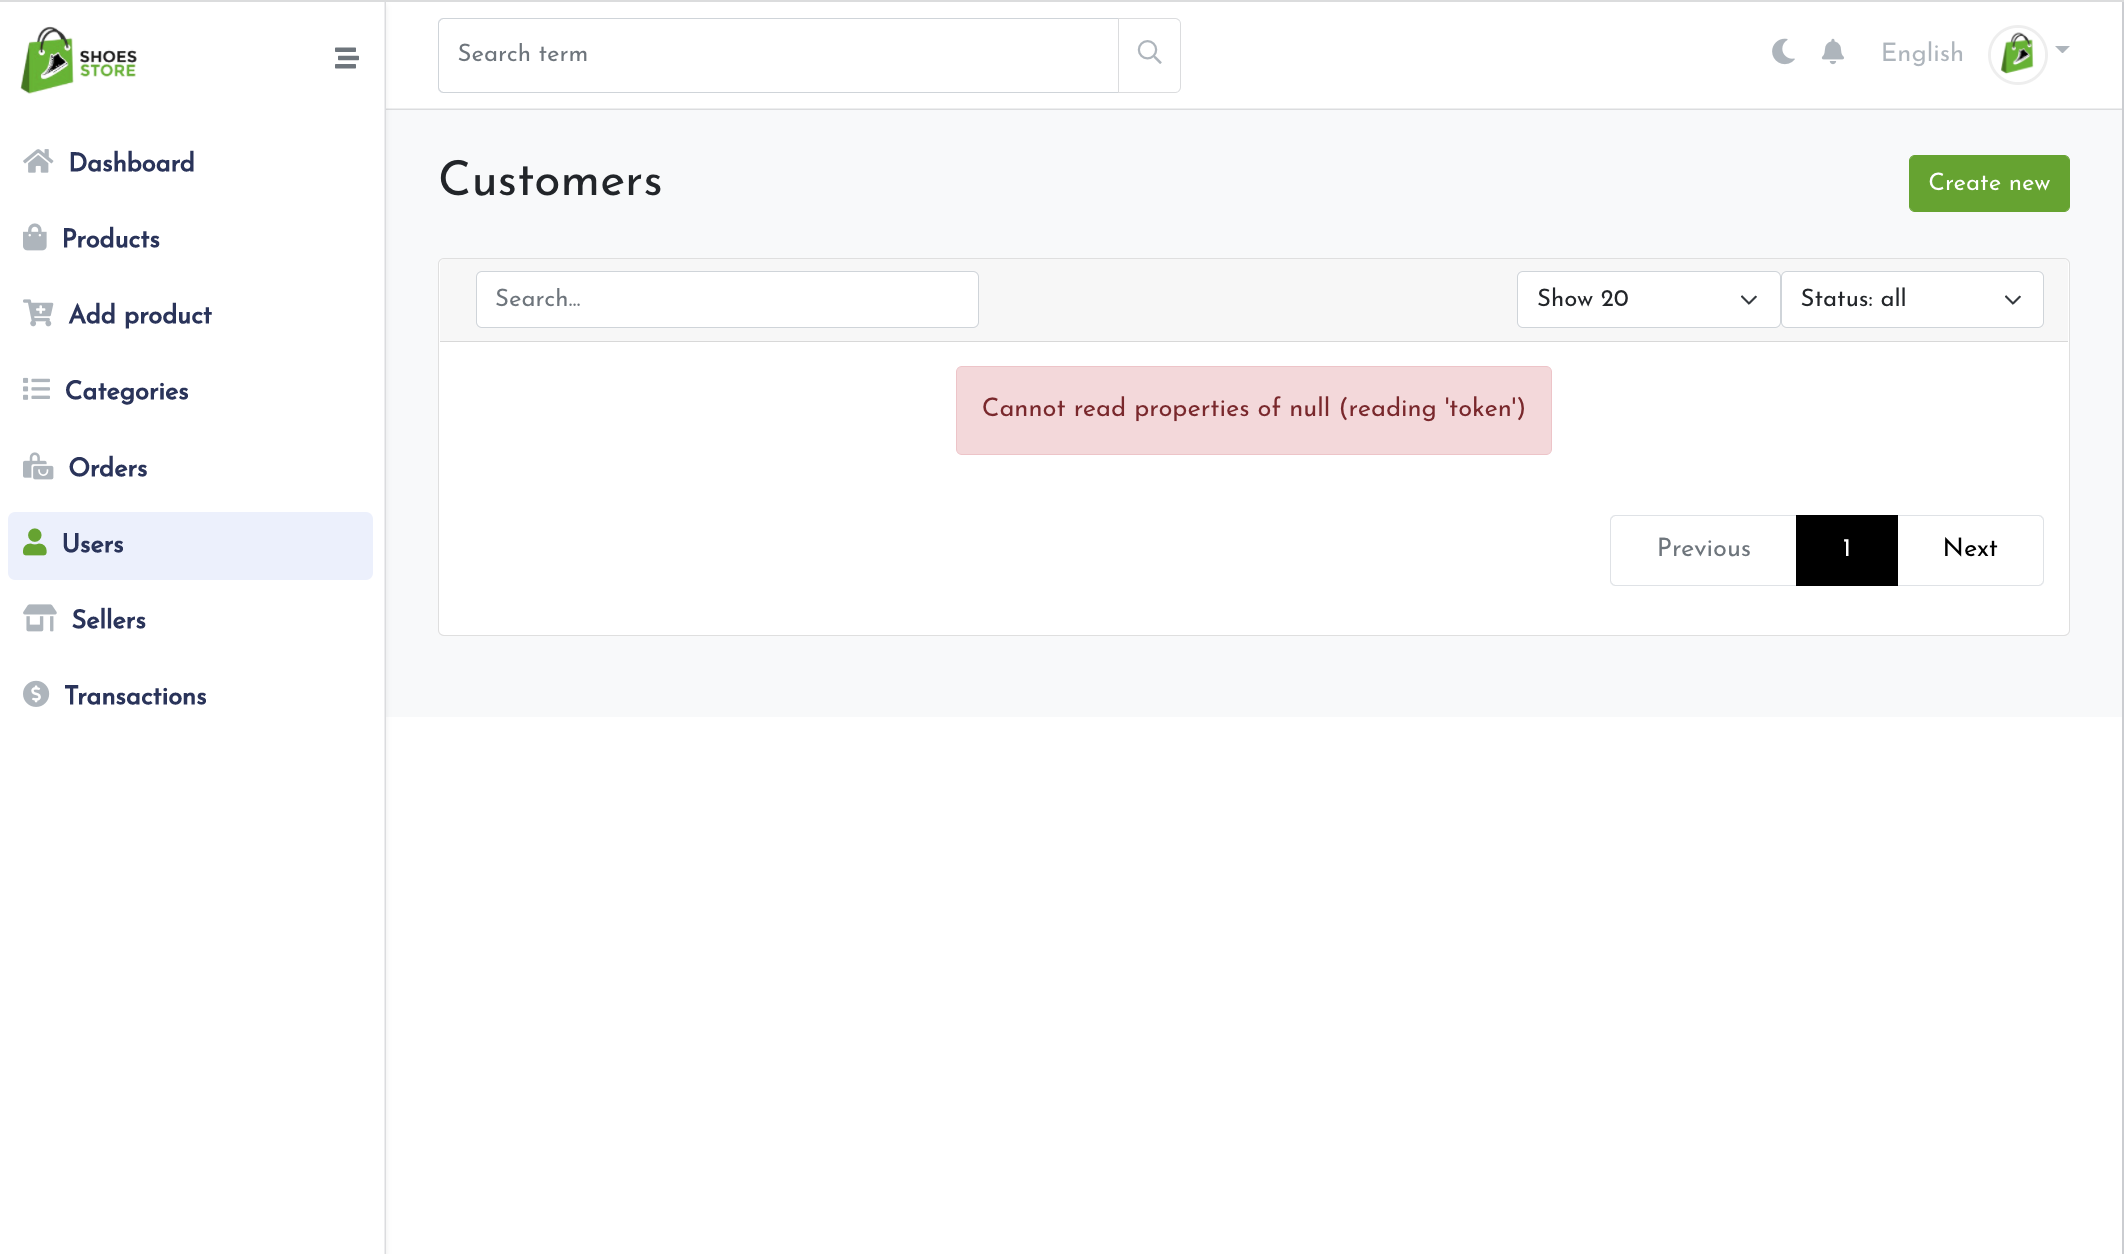 SHOES
STORE
Search term
English
Dashboard
Products
Add product
Categories
Orders
Users
Sellers
Transactions
Customers
Create new
Search...
Show 20
Status: all
Cannot read properties of null (reading 'token')
Previous
1
Next